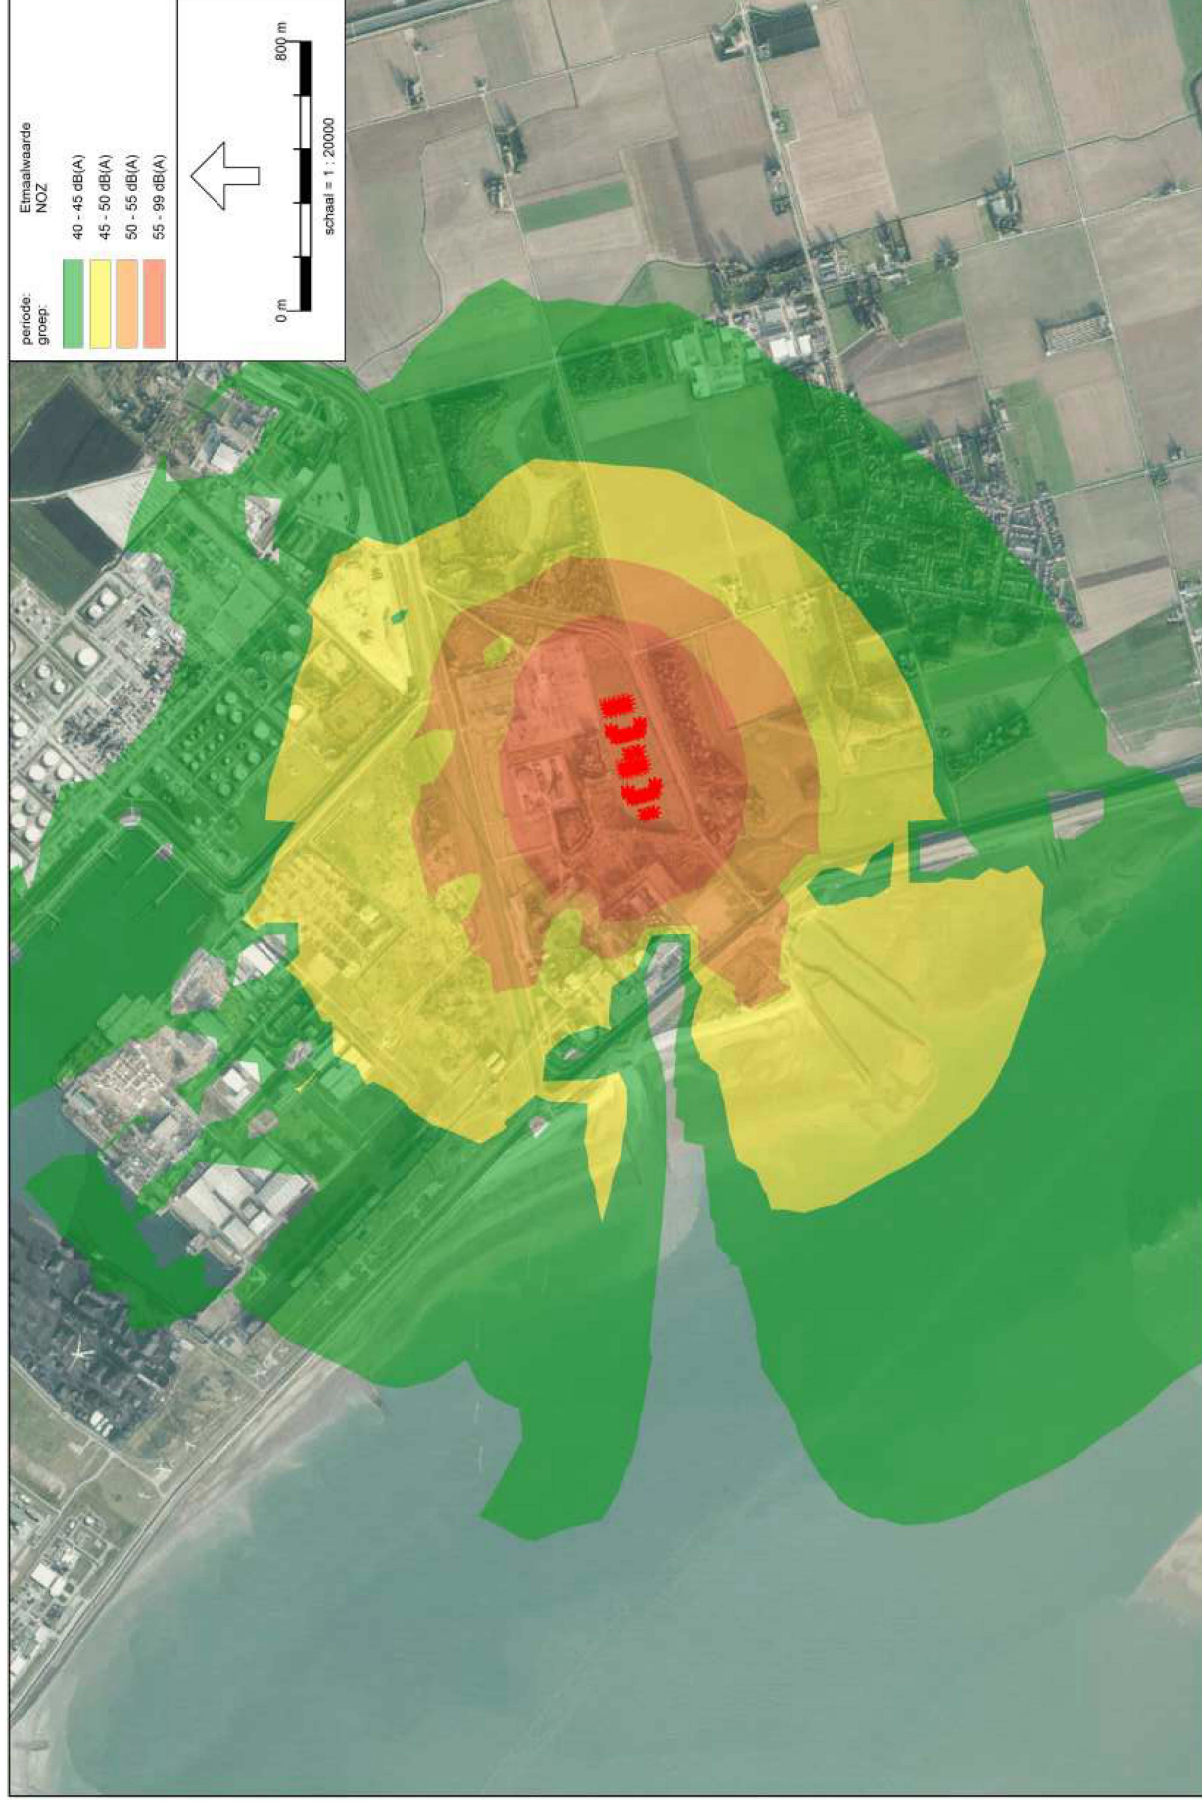 periode: Etmaalwaarde
groep: NOZ
40 - 45 dB(A)
45 - 50 dB(A)
50 - 55 dB(A)
55 - 99 dB(A)
0 m 800 m
schaal = 1 : 20000